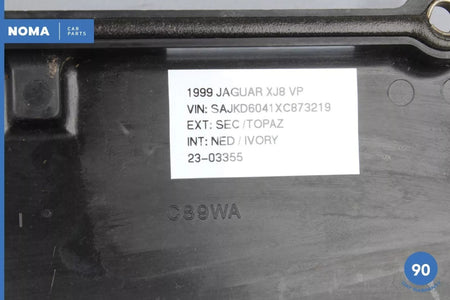 NOMA CAR PARTS
1999 JAGUAR XJ8 VP
VIN: SAJKD6041XC873219
EXT: SEC/TOPAZ
INT: NED/IVORY
23-03355
C89WA
90